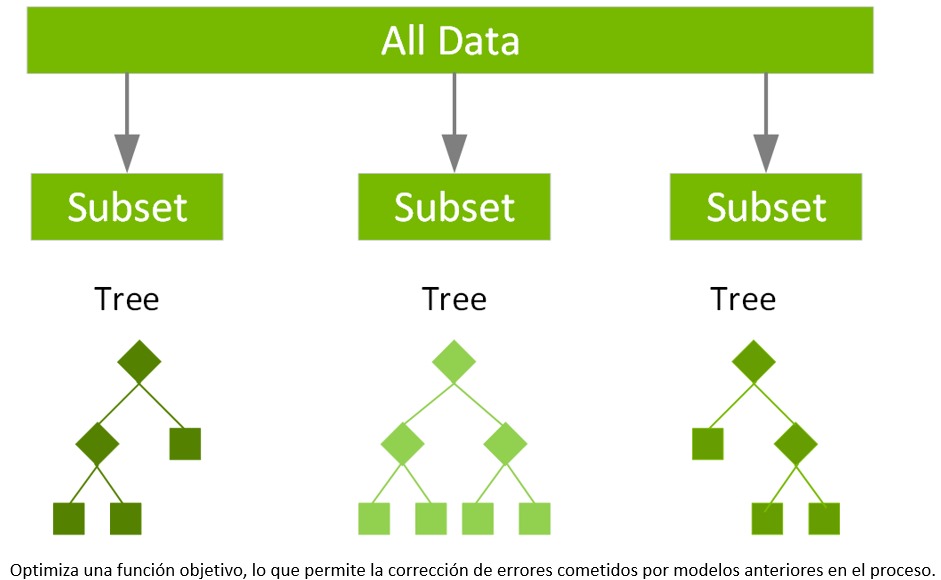 All Data
Subset Subset Subset
Tree Tree Tree
Optimiza una función objetivo, lo que permite la corrección de errores cometidos por modelos anteriores en el proceso.